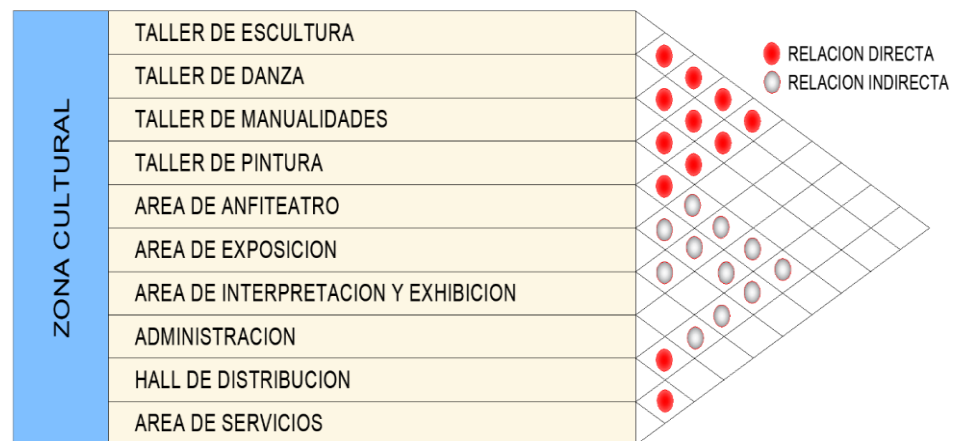 ZONA CULTURAL
TALLER DE ESCULTURA
TALLER DE DANZA
TALLER DE MANUALIDADES
TALLER DE PINTURA
AREA DE ANFITEATRO
AREA DE EXPOSICION
AREA DE INTERPRETACION Y EXHIBICION
ADMINISTRACION
HALL DE DISTRIBUCION
AREA DE SERVICIOS
RELACION DIRECTA
RELACION INDIRECTA